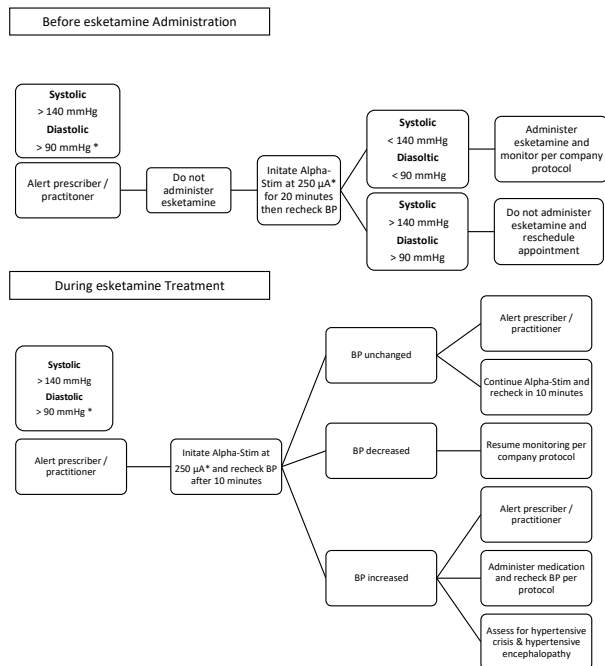 Before esketamine Administration
Systolic
> 140 mmHg
Diastolic
> 90 mmHg *
Alert prescriber /
practitoner
Do not
administer
esketamine
Initate Alpha-
Stim at 250 µA*
for 20 minutes
then recheck BP
Systolic
< 140 mmHg
Diasoltic
< 90 mmHg
Administer
esketamine and
monitor per company
protocol
Systolic
> 140 mmHg
Diastolic
> 90 mmHg
Do not administer
esketamine and
reschedule
appointment
During esketamine Treatment
Systolic
> 140 mmHg
Diastolic
> 90 mmHg *
Alert prescriber /
practitioner
Initate Alpha-Stim at
250 µA* and recheck BP
after 10 minutes
BP unchanged
Alert prescriber /
practitioner
Continue Alpha-Stim and
recheck in 10 minutes
BP decreased
Resume monitoring per
company protocol
BP increased
Alert prescriber /
practitioner
Administer medication
and recheck BP per
protocol
Assess for hypertensive
crisis & hypertensive
encephalopathy